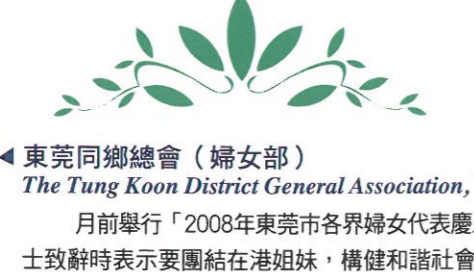 ◀東莞同鄉總會（婦女部）
The Tung Koon District General Association,
月前舉行「2008年東莞市各界婦女代表慶
士致辭時表示要團結在港姐妹，構健和諧社會